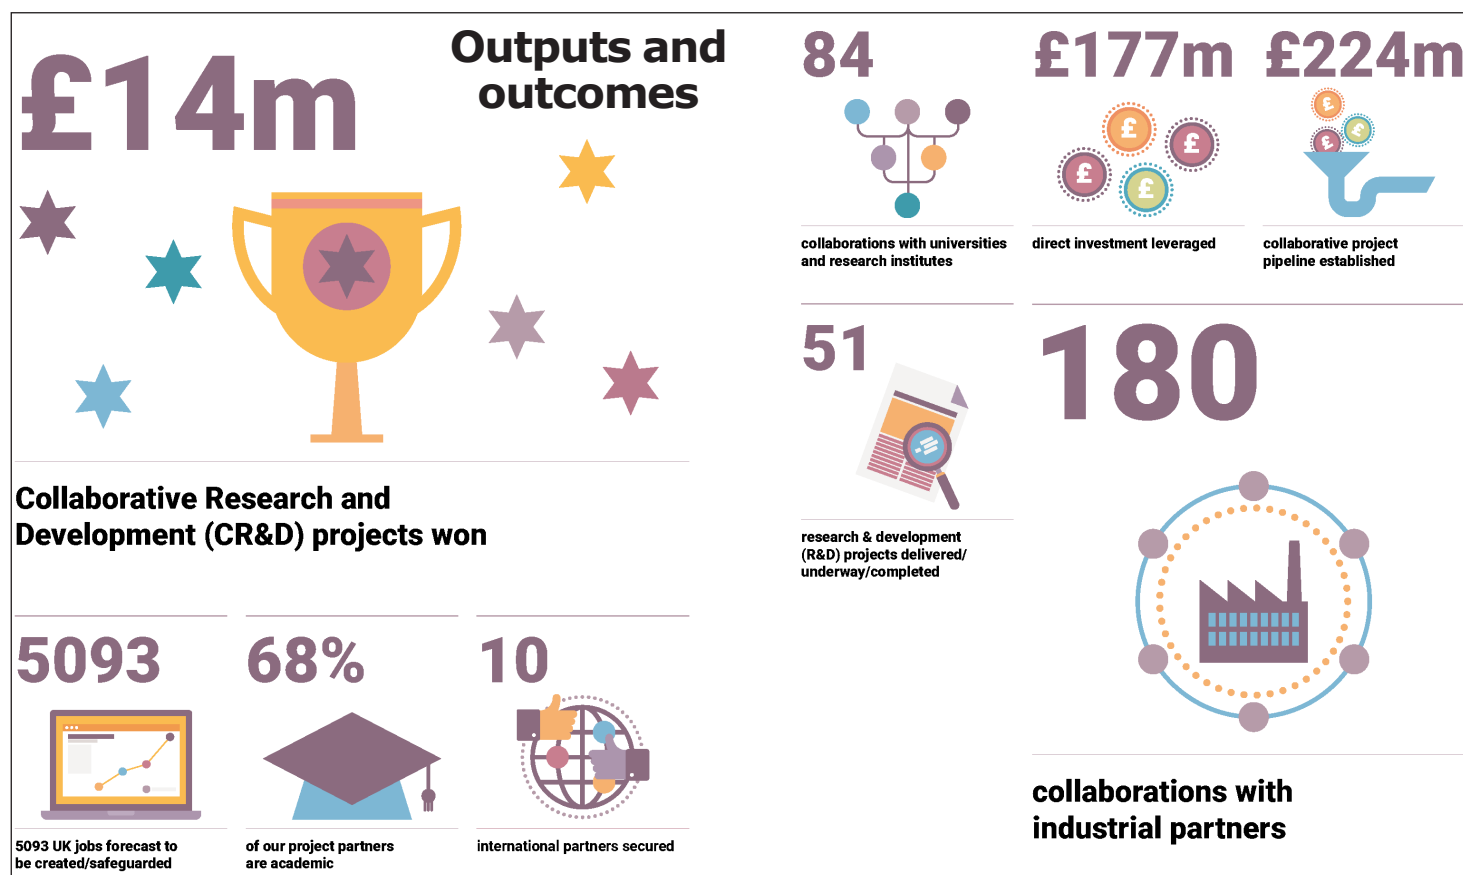 Outputs and
outcomes
£14m
Collaborative Research and
Development (CR&D) projects won
5093
5093 UK jobs forecast to
be created/safeguarded
68%
of our project partners
are academic
10
international partners secured
84
collaborations with universities
and research institutes
£177m
£
£
£
£
direct investment leveraged
£224m
£
£
£
collaborative project
pipeline established
51
research & development
(R&D) projects delivered/
underway/completed
180
collaborations with
industrial partners